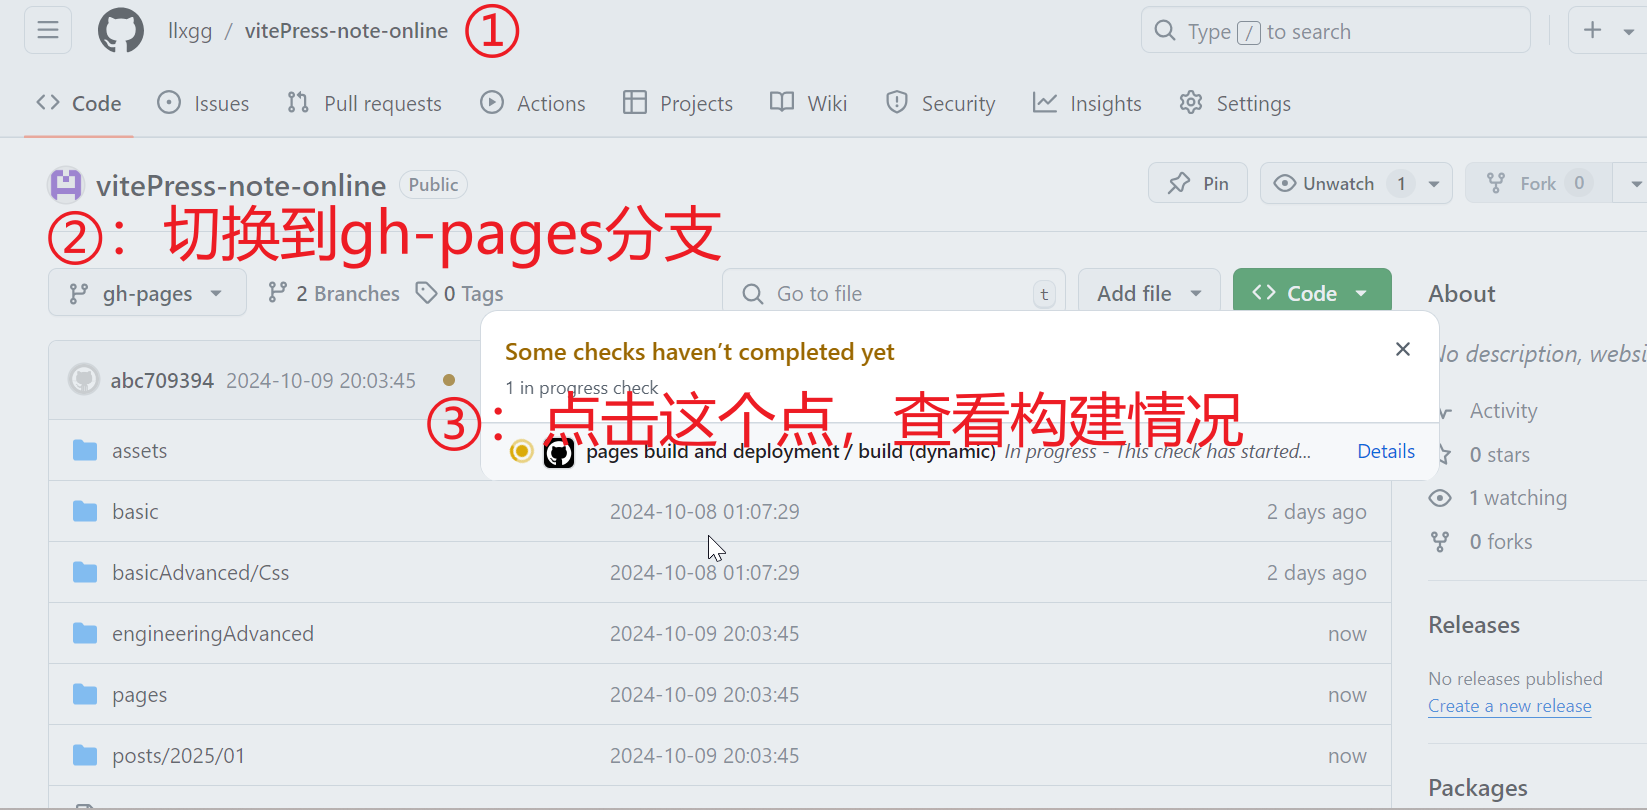 llxgg / vitePress-note-online ①
Type / to search
Code Issues Pull requests Actions Projects Wiki Security Insights Settings
vitePress-note-online Public
Pin Unwatch 1 Fork 0
②：切换到gh-pages分支
gh-pages 2 Branches 0 Tags Go to file t Add file Code
About
Some checks haven’t completed yet
No description, websi
abc709394 2024-10-09 20:03:45
1 in progress check
Activity
③：点击这个点，查看构建情况
assets
pages build and deployment / build (dynamic) In progress - This check has started... Details
0 stars
basic 2024-10-08 01:07:29 2 days ago
1 watching
0 forks
basicAdvanced/Css 2024-10-08 01:07:29 2 days ago
engineeringAdvanced 2024-10-09 20:03:45 now
Releases
No releases published
pages 2024-10-09 20:03:45 now
Create a new release
posts/2025/01 2024-10-09 20:03:45 now
Packages